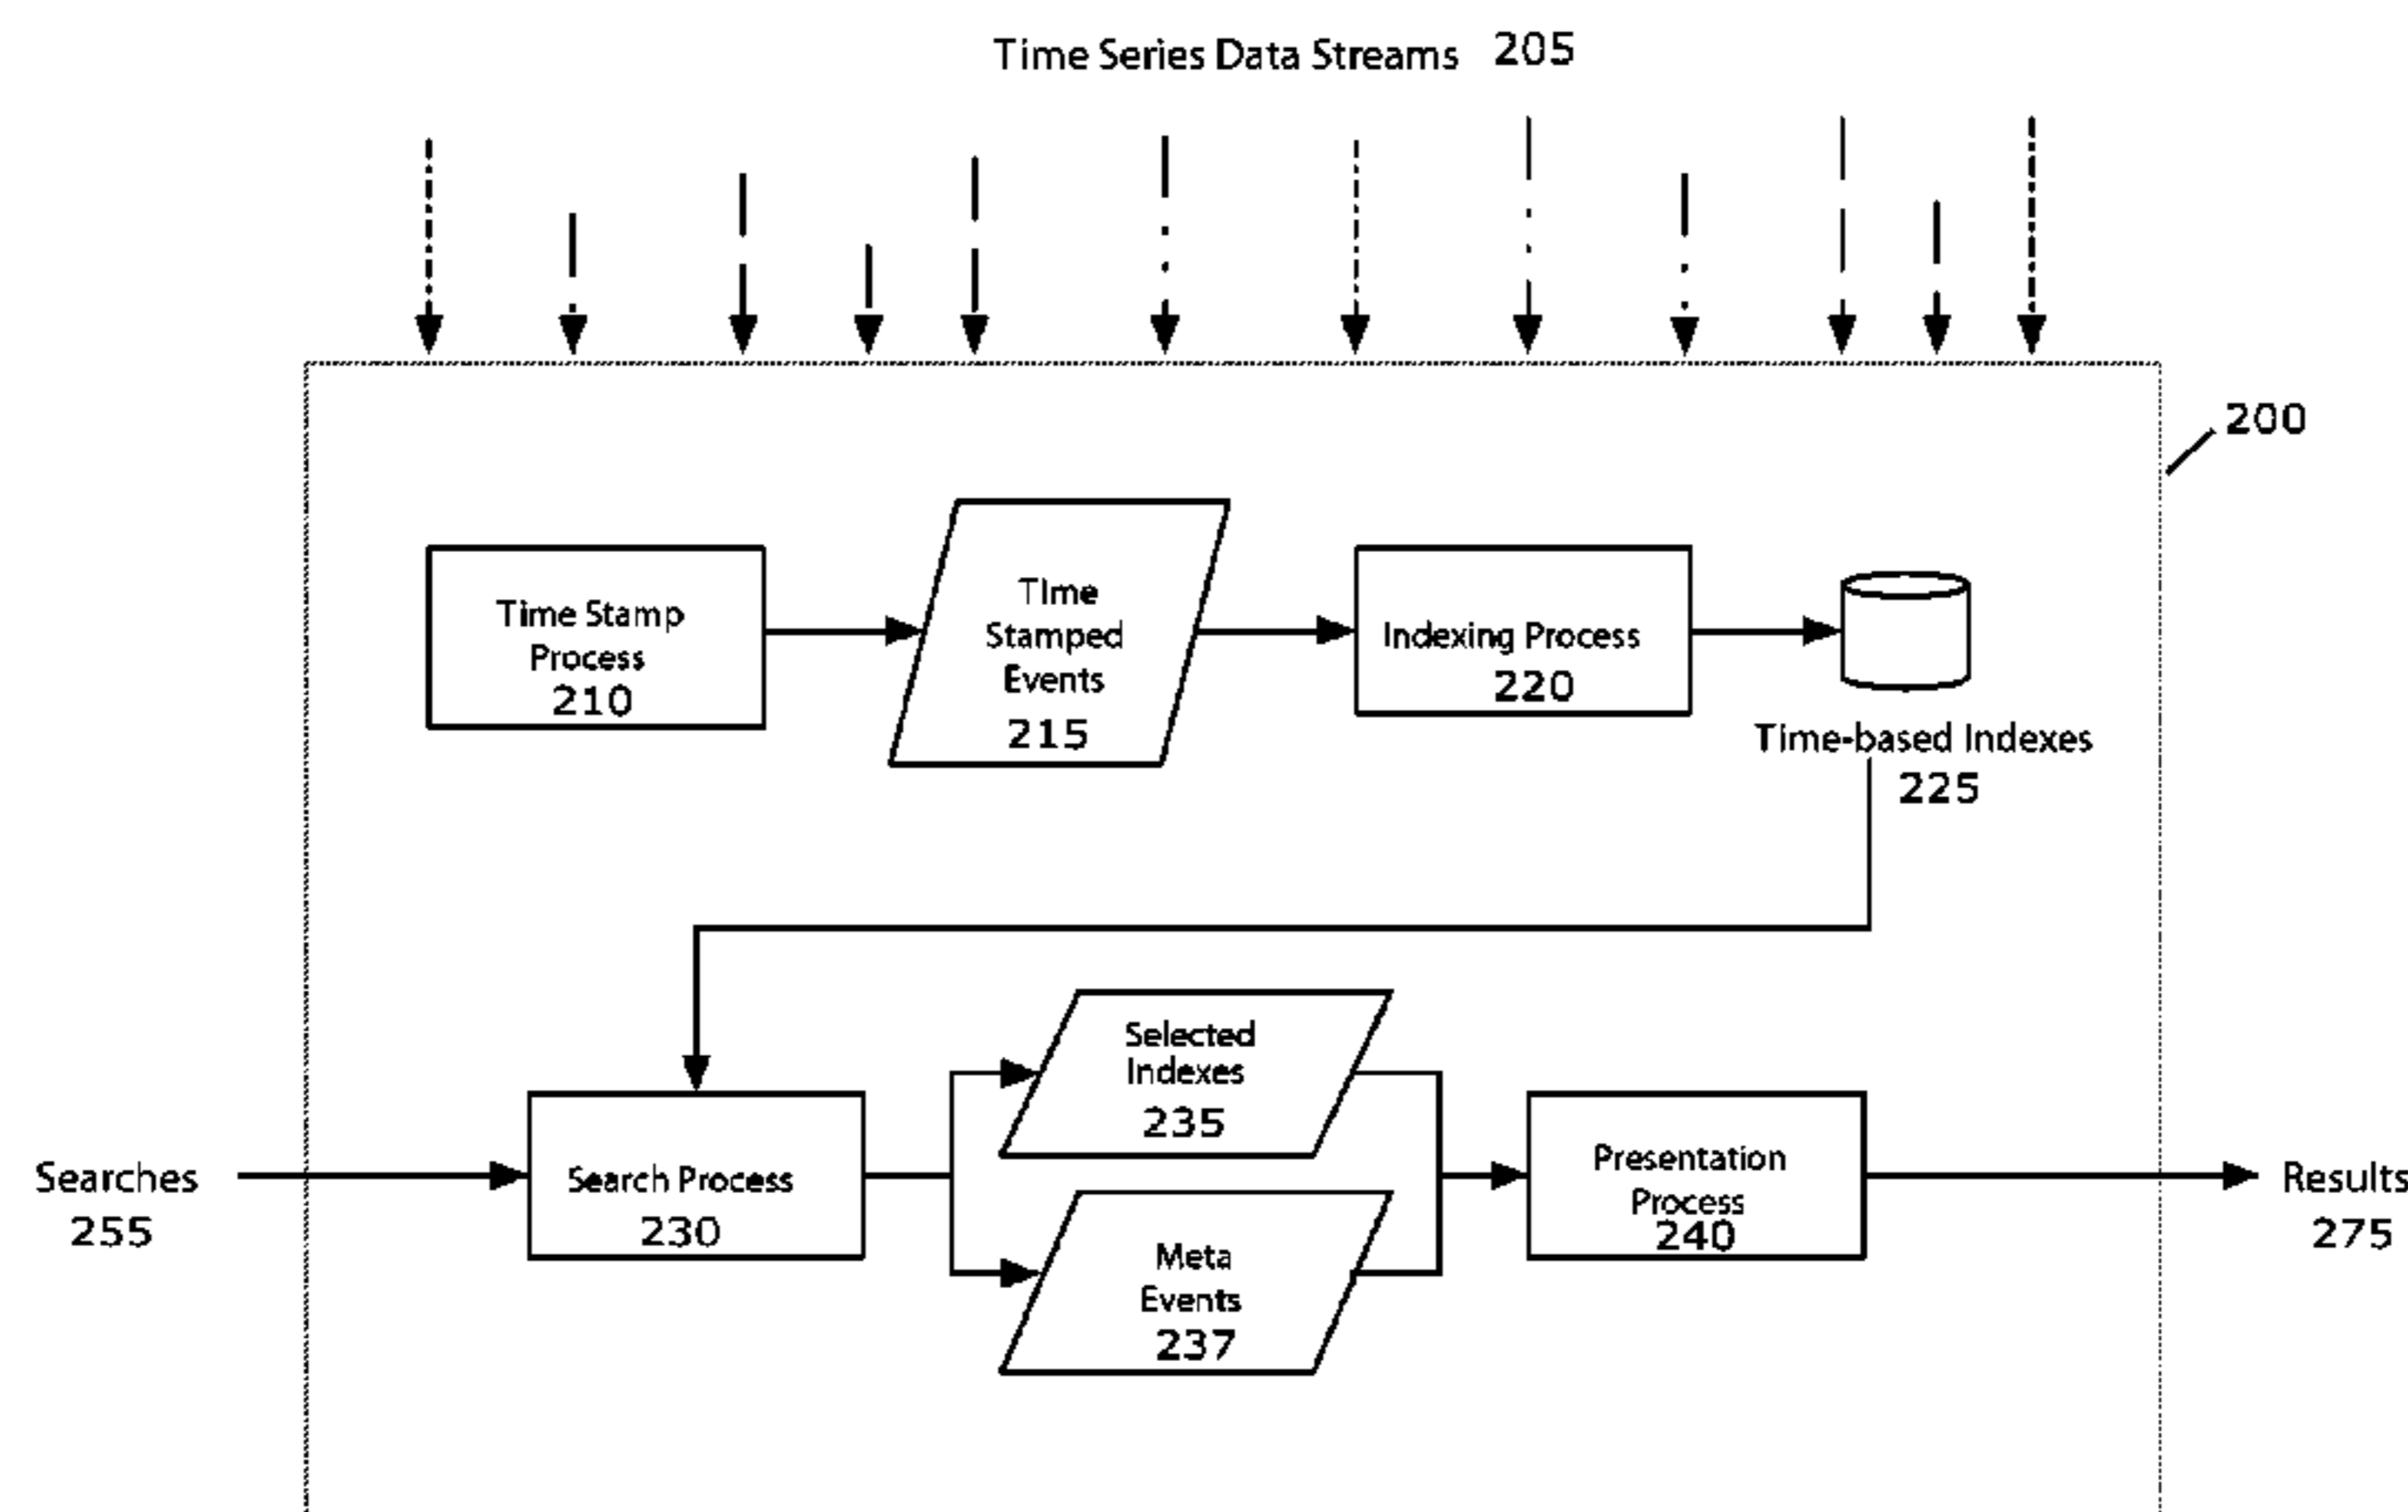 Time Series Data Streams 205
200
Time Stamp
Process
210
TIme
Stamped
Events
215
Indexing Process
220
Time-based Indexes
225
Selected
Indexes
235
Searches
255
Search Process
230
Meta
Events
237
Presentation
Process
240
Results
275